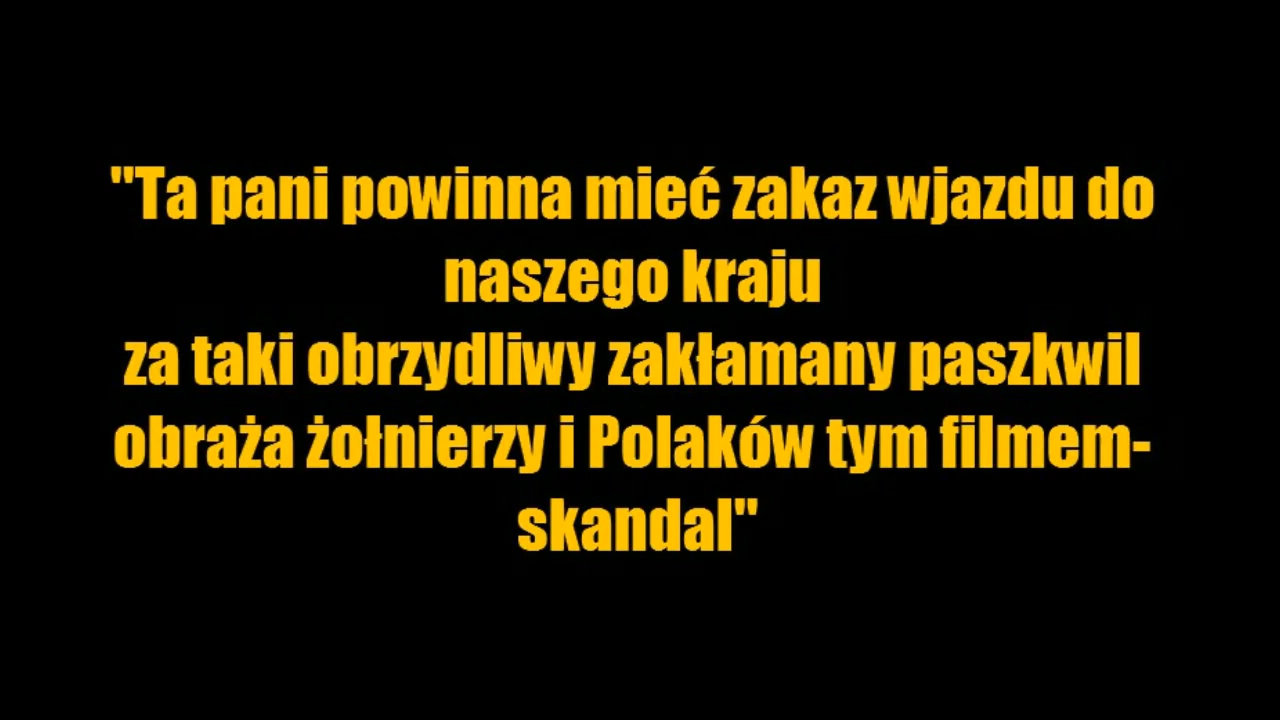 "Ta pani powinna mieć zakaz wjazdu do
naszego kraju
za taki obrzydliwy zakłamany paszkwil
obraża żołnierzy i Polaków tym filmem-
skandal"